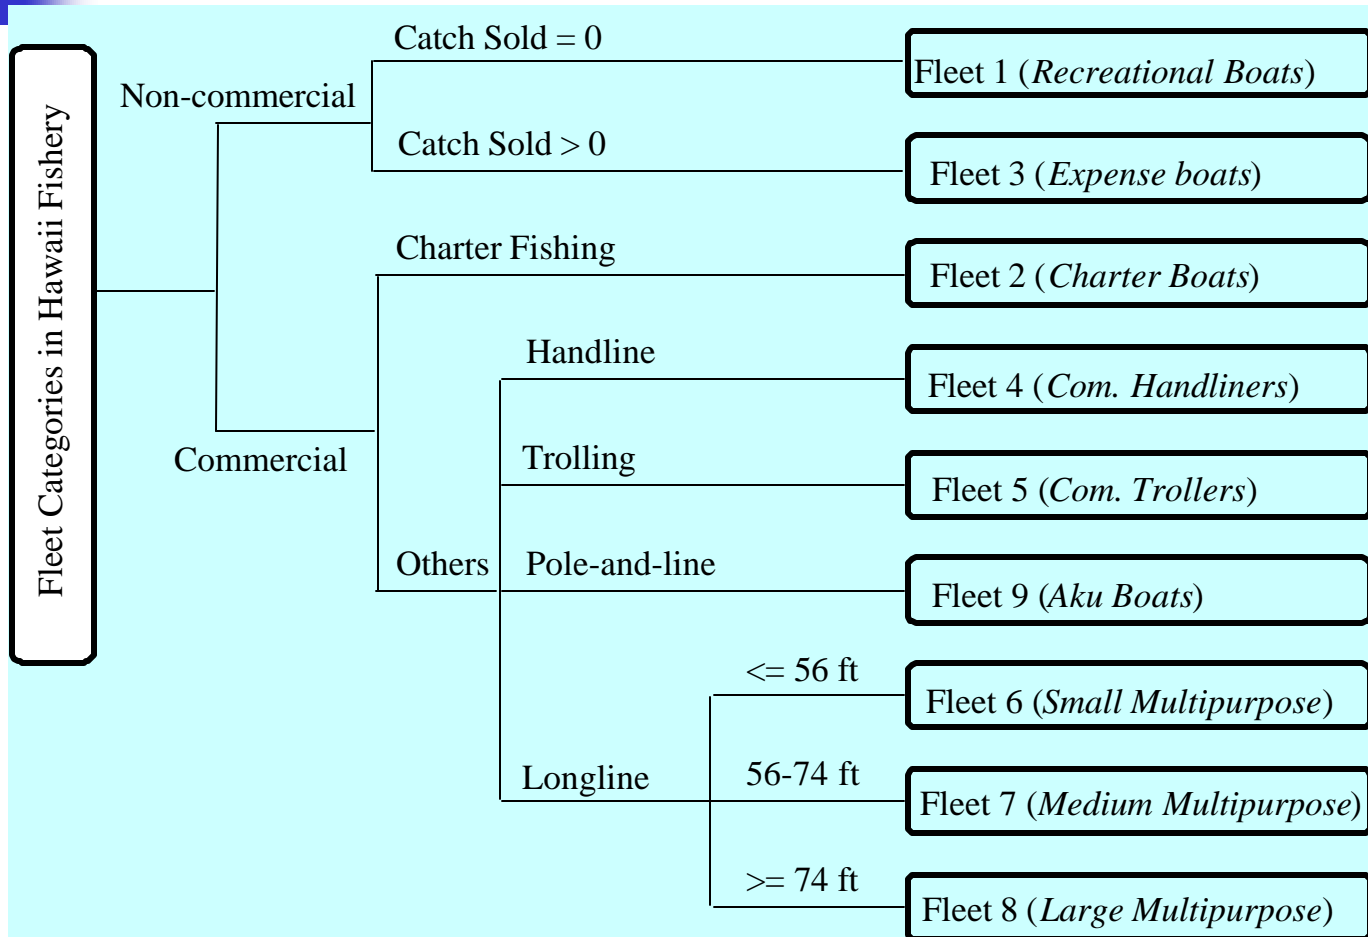 Fleet Categories in Hawaii Fishery
Non-commercial
Catch Sold = 0
Fleet 1 (Recreational Boats)
Catch Sold > 0
Fleet 3 (Expense boats)
Commercial
Charter Fishing
Fleet 2 (Charter Boats)
Others
Handline
Fleet 4 (Com. Handliners)
Trolling
Fleet 5 (Com. Trollers)
Pole-and-line
Fleet 9 (Aku Boats)
Longline
<= 56 ft
Fleet 6 (Small Multipurpose)
56-74 ft
Fleet 7 (Medium Multipurpose)
>= 74 ft
Fleet 8 (Large Multipurpose)